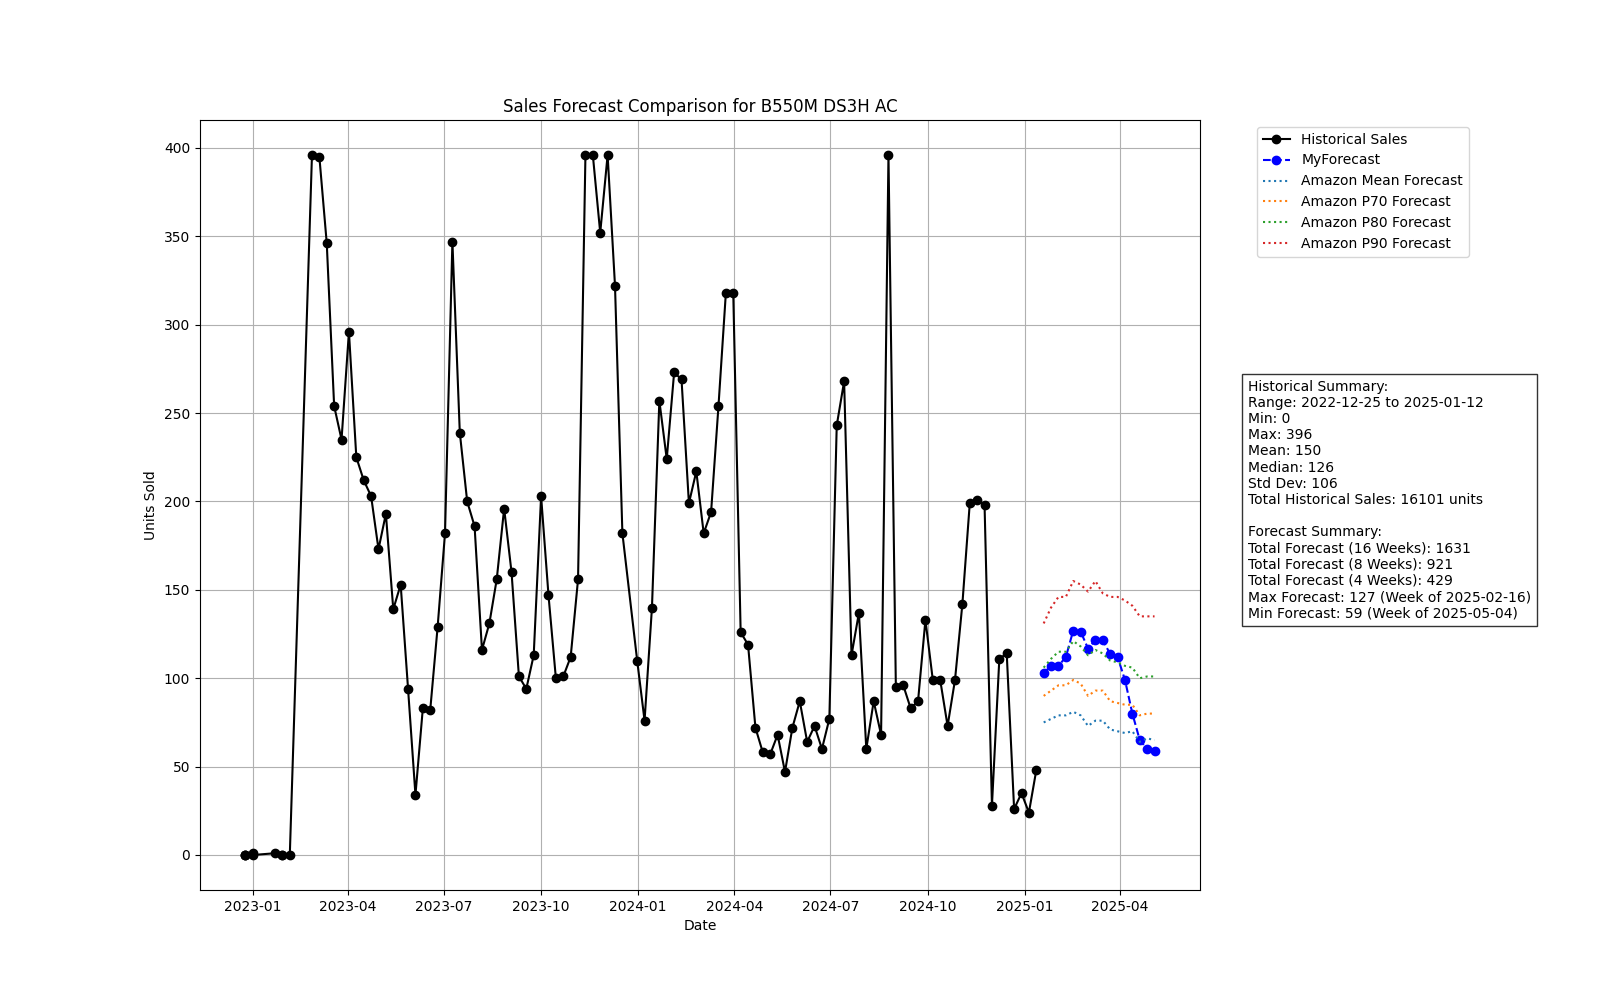 Sales Forecast Comparison for B550M DS3H AC
Units Sold
400
350
300
250
200
150
100
50
0
2023-01
2023-04
2023-07
2023-10
2024-01
2024-04
2024-07
2024-10
2025-01
2025-04
Date
Historical Sales
MyForecast
Amazon Mean Forecast
Amazon P70 Forecast
Amazon P80 Forecast
Amazon P90 Forecast
Historical Summary:
Range: 2022-12-25 to 2025-01-12
Min: 0
Max: 396
Mean: 150
Median: 126
Std Dev: 106
Total Historical Sales: 16101 units
Forecast Summary:
Total Forecast (16 Weeks): 1631
Total Forecast (8 Weeks): 921
Total Forecast (4 Weeks): 429
Max Forecast: 127 (Week of 2025-02-16)
Min Forecast: 59 (Week of 2025-05-04)